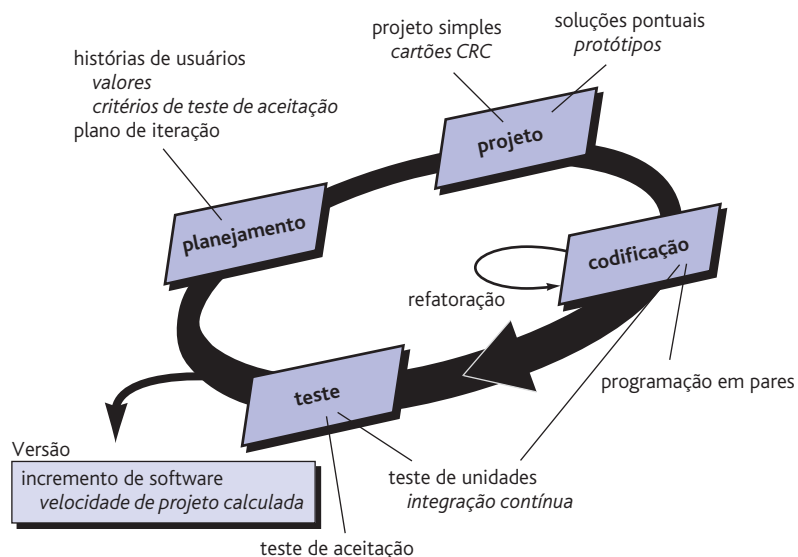 soluções pontuais
protótipos
projeto simples
cartões CRC
histórias de usuários
valores
critérios de teste de aceitação
plano de iteração
projeto
planejamento
codificação
refatoração
programação em pares
teste
Versão
incremento de software
velocidade de projeto calculada
teste de unidades
integração contínua
teste de aceitação